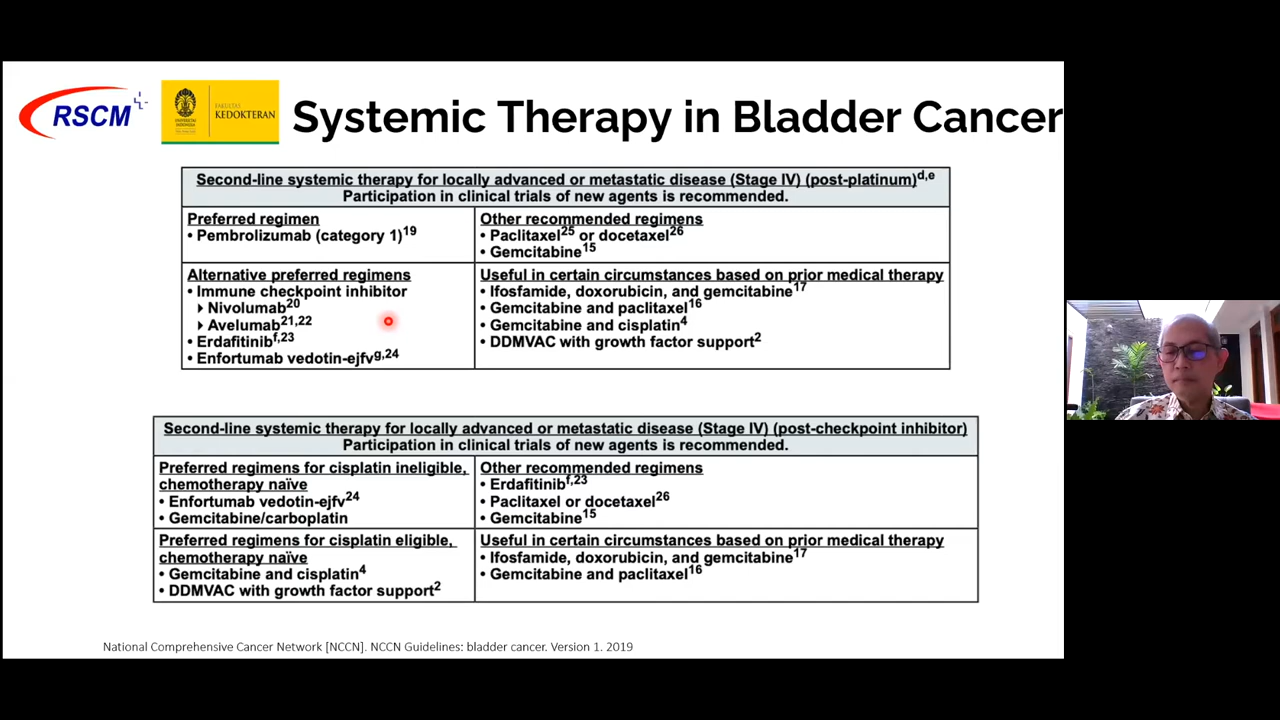 RSCM
FAKULTAS
KEDOKTERAN
UNIVERSITAS
INDONESIA
Systemic Therapy in Bladder Cancer
Second-line systemic therapy for locally advanced or metastatic disease (Stage IV) (post-platinum)d,e
Participation in clinical trials of new agents is recommended.
Preferred regimen
• Pembrolizumab (category 1)19
Other recommended regimens
• Paclitaxel25 or docetaxel26
• Gemcitabine15
Alternative preferred regimens
• Immune checkpoint inhibitor
Nivolumab20
Avelumab21,22
• Erdafitinibf,23
• Enfortumab vedotin-ejfvg,24
Useful in certain circumstances based on prior medical therapy
• Ifosfamide, doxorubicin, and gemcitabine17
• Gemcitabine and paclitaxel16
• Gemcitabine and cisplatin4
• DDMVAC with growth factor support2
Second-line systemic therapy for locally advanced or metastatic disease (Stage IV) (post-checkpoint inhibitor)
Participation in clinical trials of new agents is recommended.
Preferred regimens for cisplatin ineligible,
chemotherapy naïve
• Enfortumab vedotin-ejfv24
• Gemcitabine/carboplatin
Other recommended regimens
• Erdafitinibf,23
• Paclitaxel or docetaxel26
• Gemcitabine15
Preferred regimens for cisplatin eligible,
chemotherapy naïve
• Gemcitabine and cisplatin4
• DDMVAC with growth factor support2
Useful in certain circumstances based on prior medical therapy
• Ifosfamide, doxorubicin, and gemcitabine17
• Gemcitabine and paclitaxel16
National Comprehensive Cancer Network [NCCN]. NCCN Guidelines: bladder cancer. Version 1. 2019